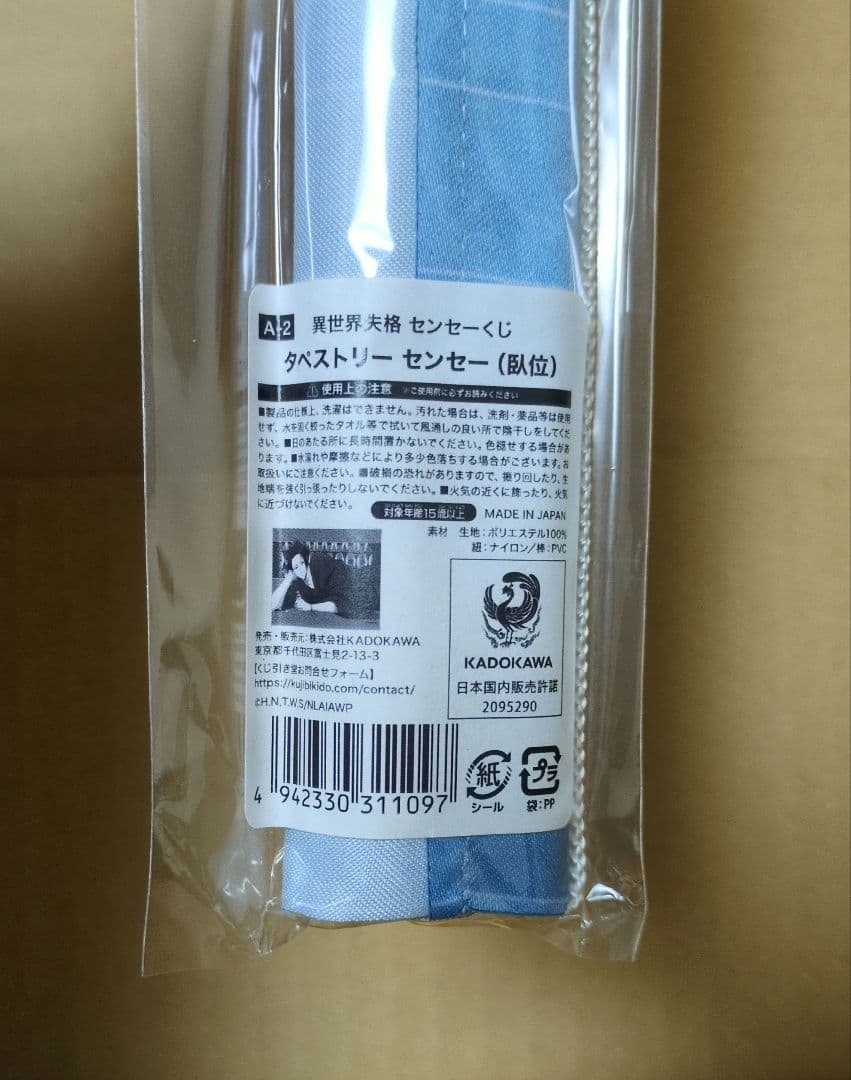 A-2 異世界失格 センセーくじ
タペストリー センセー（臥位）
⚠使用上の注意 ※ご使用前に必ずお読みください
■製品の仕様上、洗濯はできません。汚れた場合は、洗剤・薬品等は使用
せず、水を固く絞ったタオル等で拭いて風通しの良い所で陰干しをしてくだ
さい。■日のあたる所に長時間置かないでください。色褪せする場合があ
ります。■水濡れや摩擦などにより多少色落ちする場合がございます。お
取扱いにご注意ください。■破損の恐れがありますので、振り回したり、生
地端を強く引っ張ったりしないでください。■火気の近くに飾ったり、火気
に近づけないでください。
対象年齢15歳以上 MADE IN JAPAN
素材 生地：ポリエステル100%
紐：ナイロン／棒：PVC
発売・販売元：株式会社KADOKAWA
東京都千代田区富士見2-13-3
【くじ引き堂お問合せフォーム】
https://kujibikido.com/contact/
©H.N,T.W,S/NLAIAWP
KADOKAWA
日本国内販売許諾
2095290
4 942330 311097
紙
シール
プラ
袋：PP